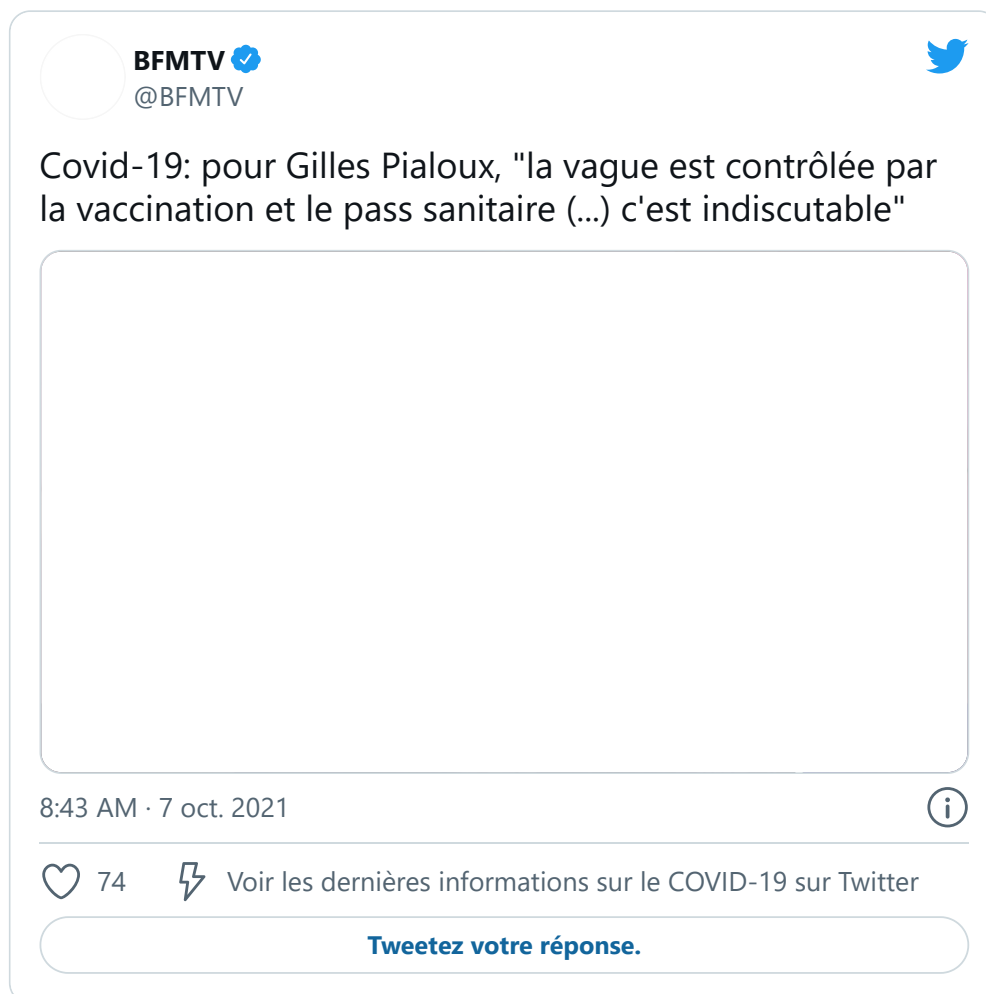 BFMTV
@BFMTV
Covid-19: pour Gilles Pialoux, "la vague est contrôlée par
la vaccination et le pass sanitaire (...) c'est indiscutable"
8:43 AM · 7 oct. 2021
74 Voir les dernières informations sur le COVID-19 sur Twitter
Tweetez votre réponse.